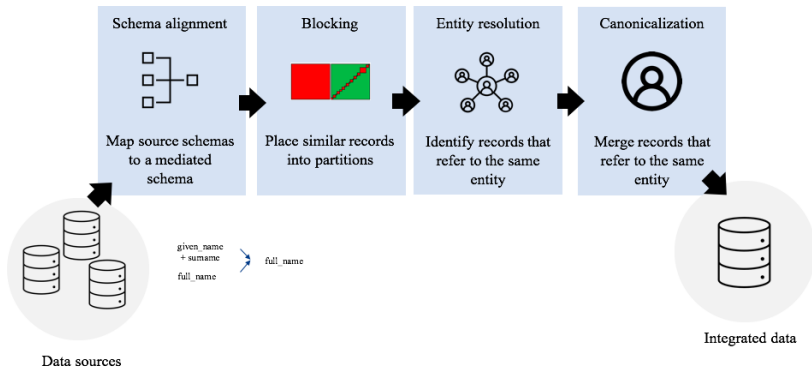 Schema alignment
Map source schemas
to a mediated
schema
Blocking
Place similar records
into partitions
Entity resolution
Identify records that
refer to the same
entity
Canonicalization
Merge records that
refer to the same
entity
given_name
+ surname
full_name
full_name
Data sources
Integrated data